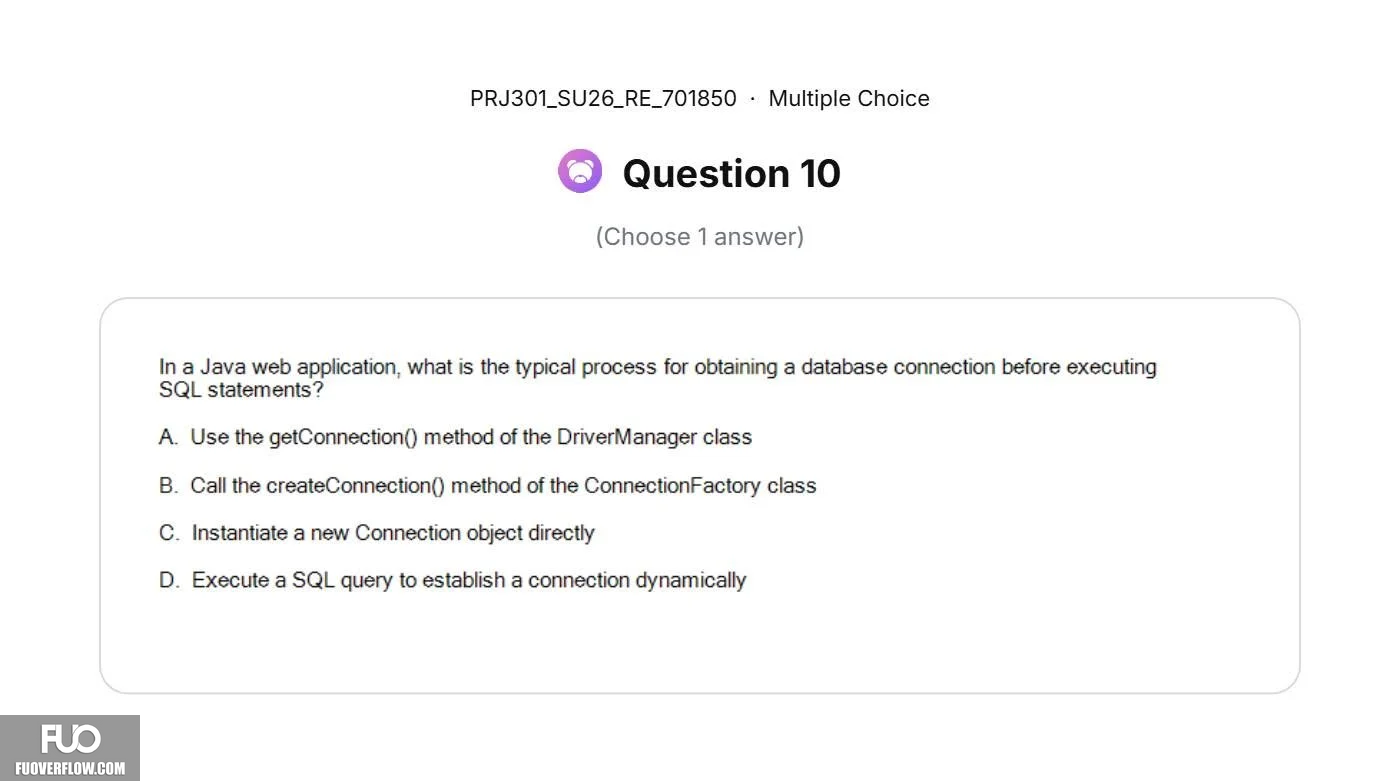 PRJ301_SU26_RE_701850 · Multiple Choice
Question 10
(Choose 1 answer)
In a Java web application, what is the typical process for obtaining a database connection before executing
SQL statements?
A. Use the getConnection() method of the DriverManager class
B. Call the createConnection() method of the ConnectionFactory class
C. Instantiate a new Connection object directly
D. Execute a SQL query to establish a connection dynamically
FUO
FUOVERFLOW.COM